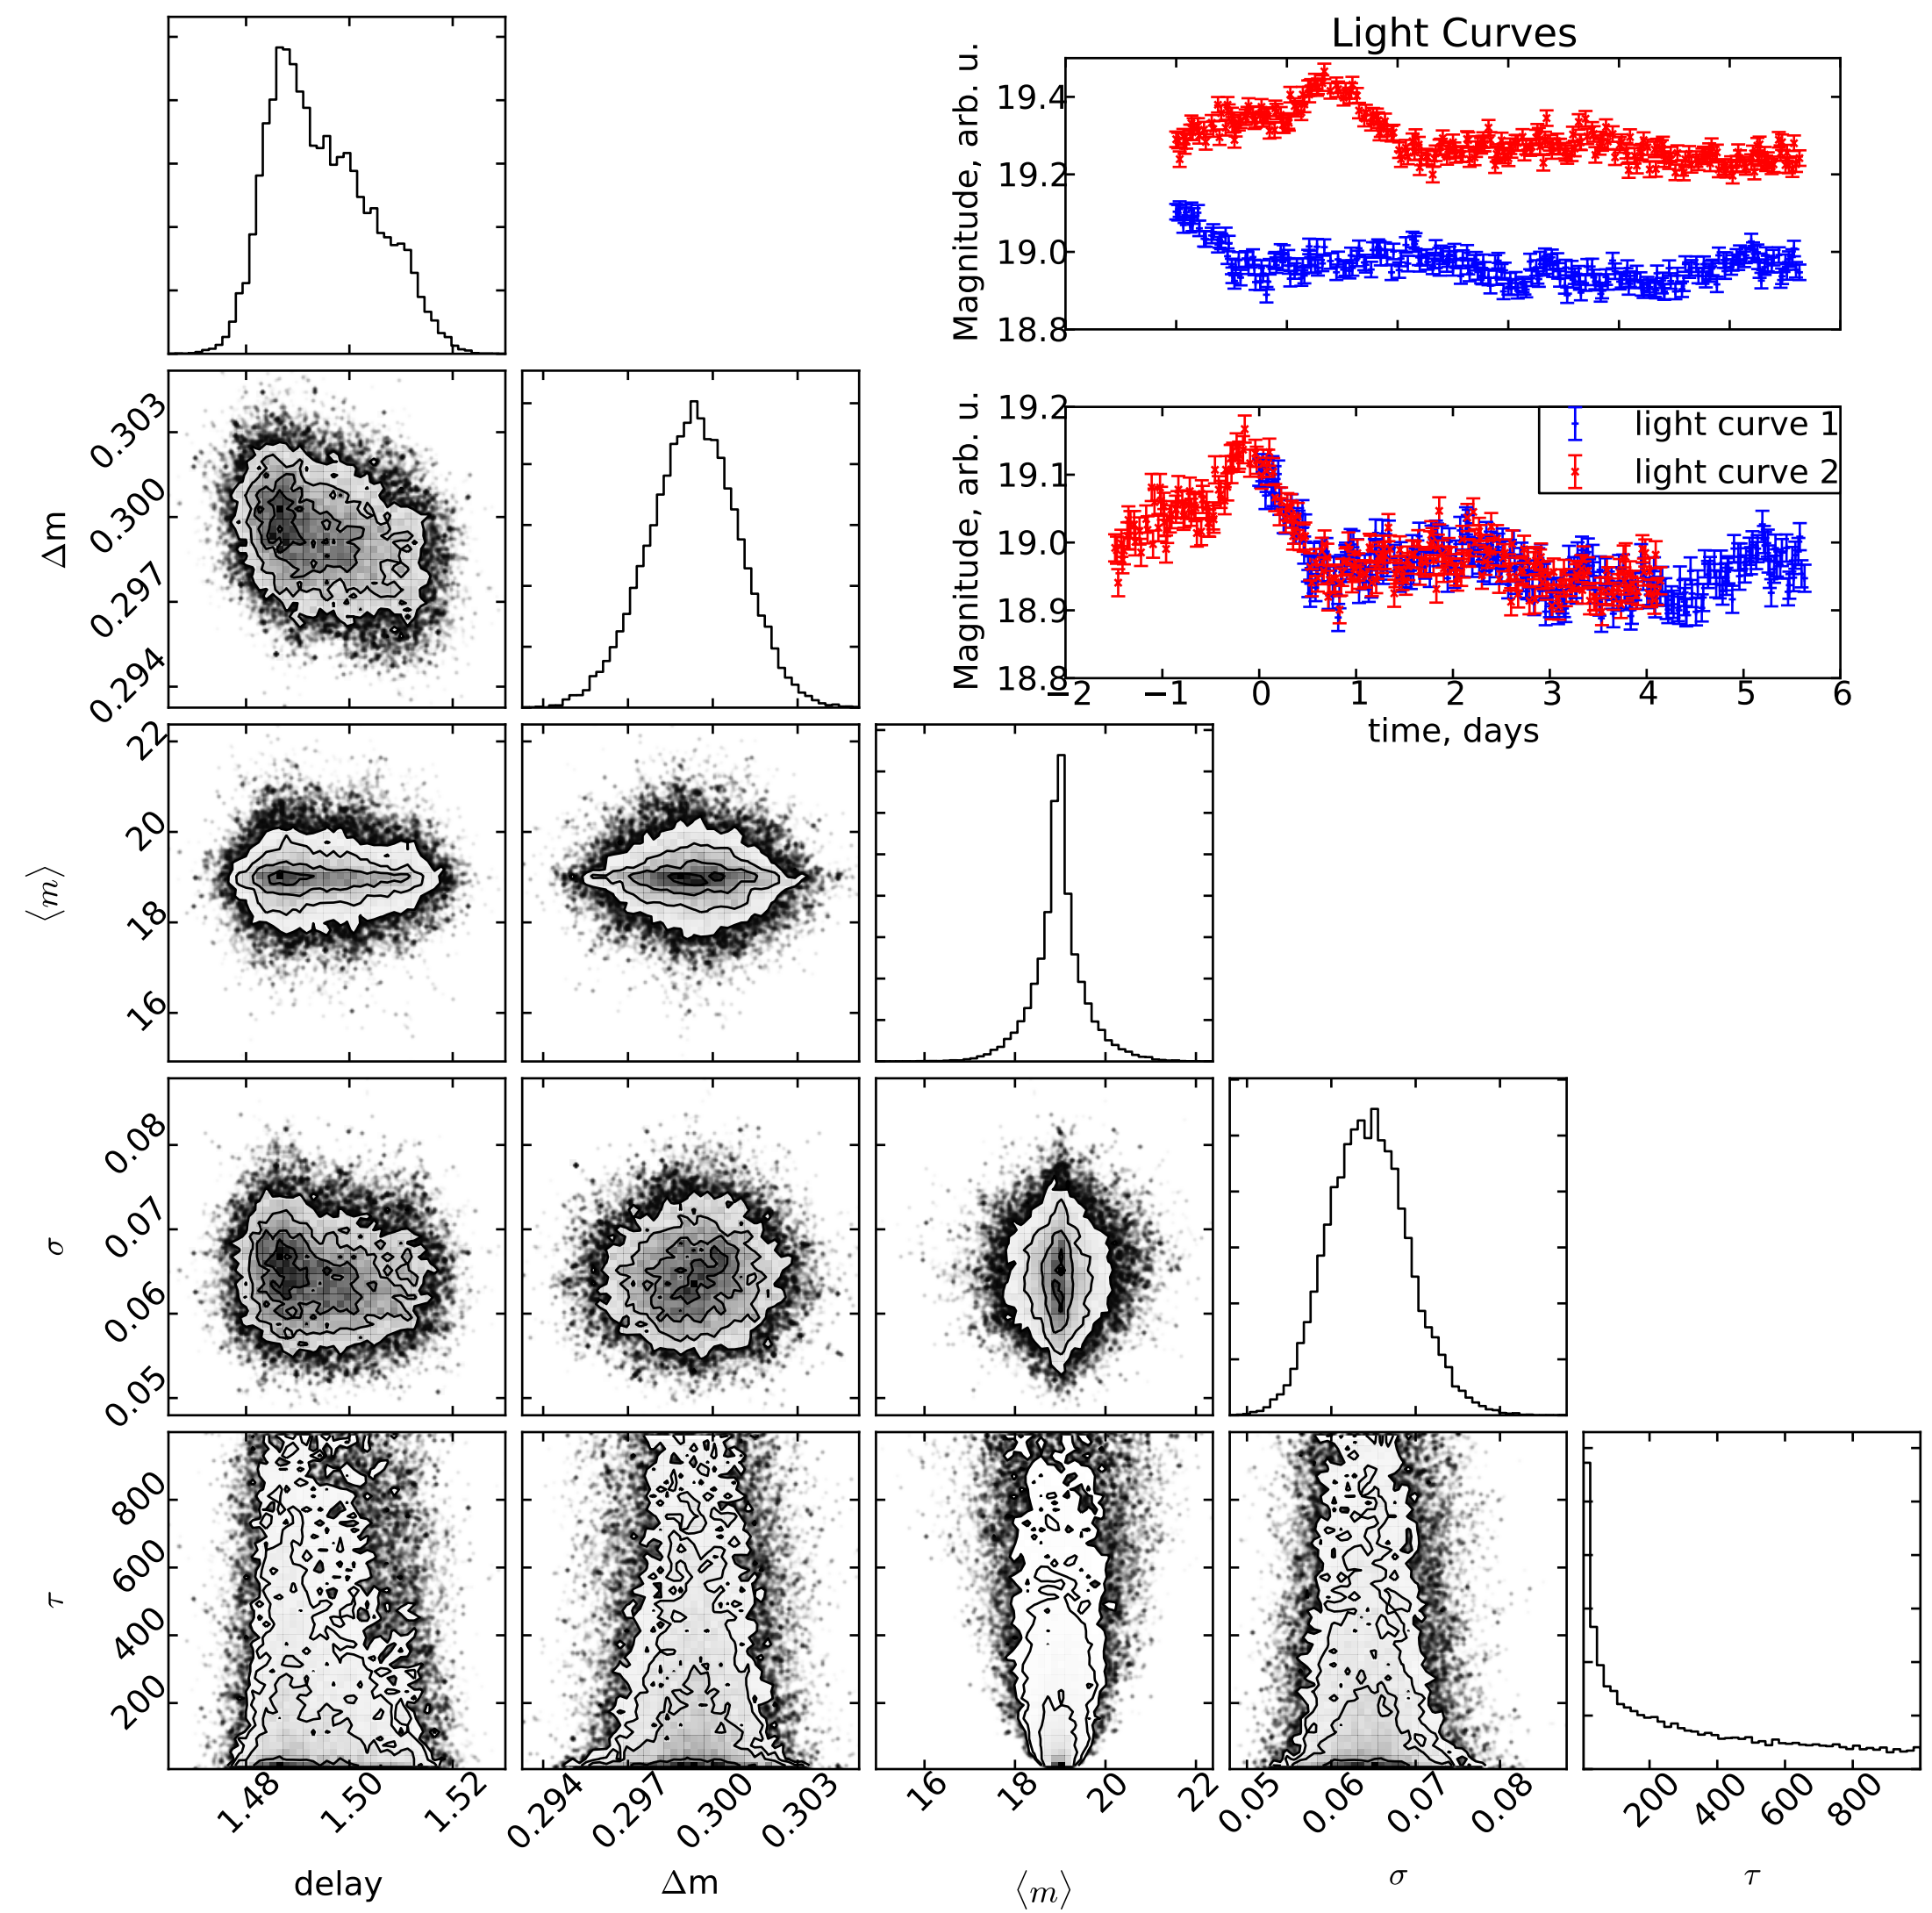 Light Curves
Magnitude, arb. u.
19.4
19.2
19.0
18.8
Magnitude, arb. u.
19.2
19.1
19.0
18.9
18.8
light curve 1
light curve 2
−2 −1 0 1 2 3 4 5 6
time, days
Δm
0.303
0.300
0.297
0.294
⟨m⟩
22
20
18
16
σ
0.08
0.07
0.06
0.05
τ
800
600
400
200
1.48 1.50 1.52
0.294 0.297 0.300 0.303
16 18 20 22
0.05 0.06 0.07 0.08
200 400 600 800
delay
Δm
⟨m⟩
σ
τ